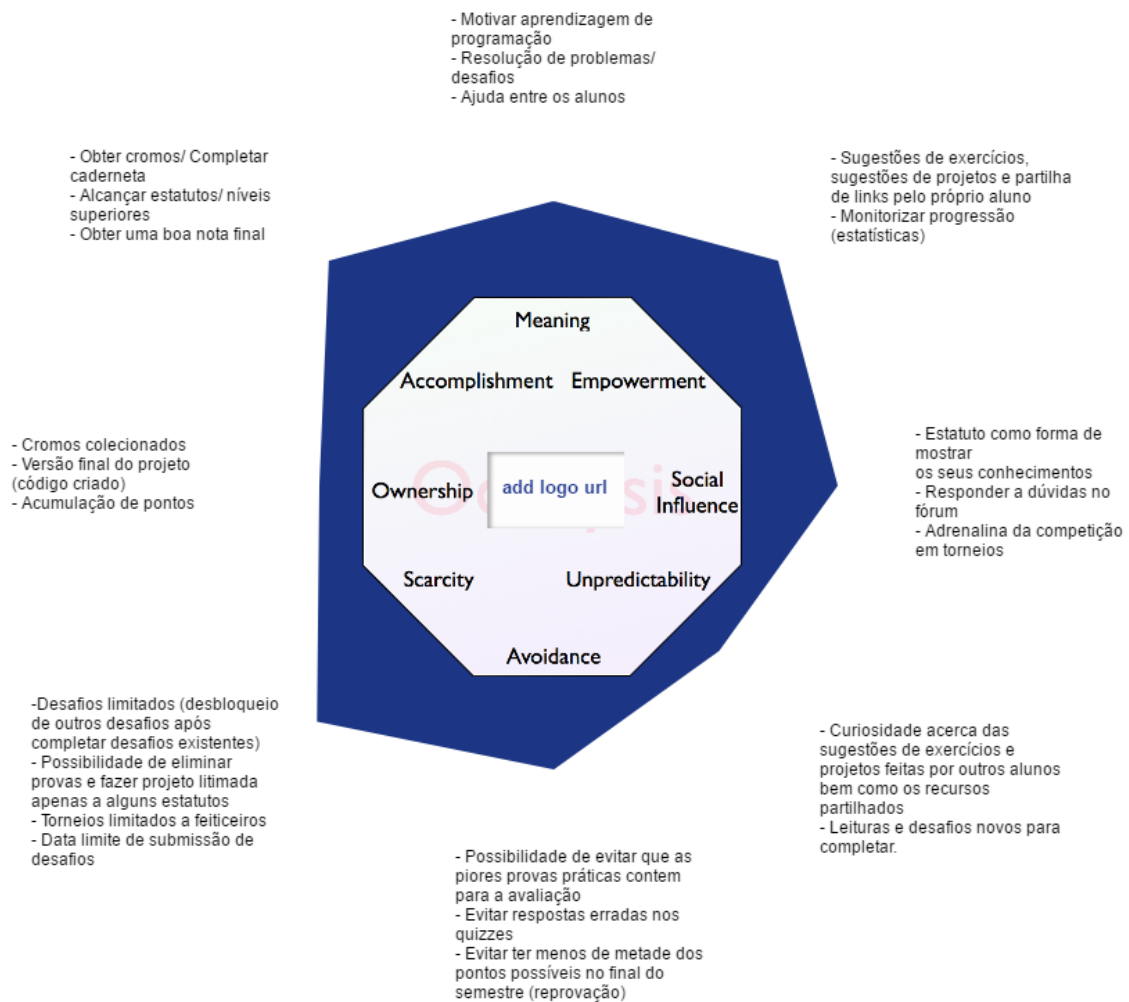 - Motivar aprendizagem de
programação
- Resolução de problemas/
desafios
- Ajuda entre os alunos
- Obter cromos/ Completar
caderneta
- Alcançar estatutos/ níveis
superiores
- Obter uma boa nota final
- Sugestões de exercícios,
sugestões de projetos e partilha
de links pelo próprio aluno
- Monitorizar progressão
(estatísticas)
Meaning
Accomplishment
Empowerment
- Cromos colecionados
- Versão final do projeto
(código criado)
- Acumulação de pontos
Ownership
add logo url
Social
Influence
- Estatuto como forma de
mostrar
os seus conhecimentos
- Responder a dúvidas no
fórum
- Adrenalina da competição
em torneios
Scarcity
Unpredictability
Avoidance
-Desafios limitados (desbloqueio
de outros desafios após
completar desafios existentes)
- Possibilidade de eliminar
provas e fazer projeto litimada
apenas a alguns estatutos
- Torneios limitados a feiticeiros
- Data limite de submissão de
desafios
- Curiosidade acerca das
sugestões de exercícios e
projetos feitas por outros alunos
bem como os recursos
partilhados
- Leituras e desafios novos para
completar.
- Possibilidade de evitar que as
piores provas práticas contem
para a avaliação
- Evitar respostas erradas nos
quizzes
- Evitar ter menos de metade dos
pontos possíveis no final do
semestre (reprovação)